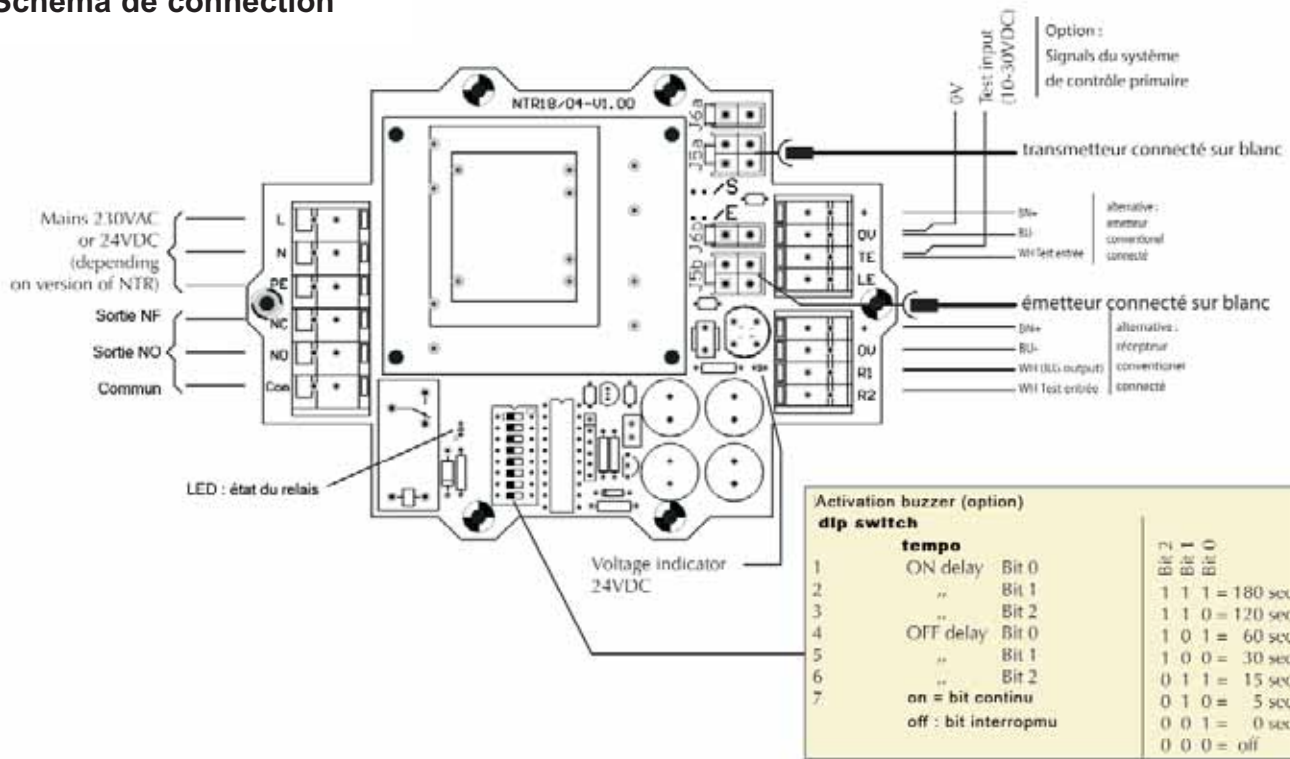 Schéma de connection
Option :
Signals du système
de contrôle primaire
0V
Test input
(10-30VDC)
NTR18/04-V1.00
J6a
J5a
transmetteur connecté sur blanc
S
E
J6b
J5b
Mains 230VAC
or 24VDC
(depending
on version of NTR)
L
N
PE
Sortie NF
NC
Sortie NO
NO
Commun
Com
+
0V
TE
LE
BN+
BU-
WH Test entrée
alternative :
emetteur
conventionel
connecté
émetteur connecté sur blanc
+
0V
R1
R2
BN+
BU-
WH (LG output)
WH Test entrée
alternative :
récepteur
conventionel
connecté
LED : état du relais
Voltage indicator
24VDC
Activation buzzer (option)
dip switch
tempo
1 ON delay Bit 0
2 ,, Bit 1
3 ,, Bit 2
4 OFF delay Bit 0
5 ,, Bit 1
6 ,, Bit 2
7 on = bit continu
off : bit interropmu
Bit 2
Bit 1
Bit 0
1 1 1 = 180 sec
1 1 0 = 120 sec
1 0 1 = 60 sec
1 0 0 = 30 sec
0 1 1 = 15 sec
0 1 0 = 5 sec
0 0 1 = 0 sec
0 0 0 = off